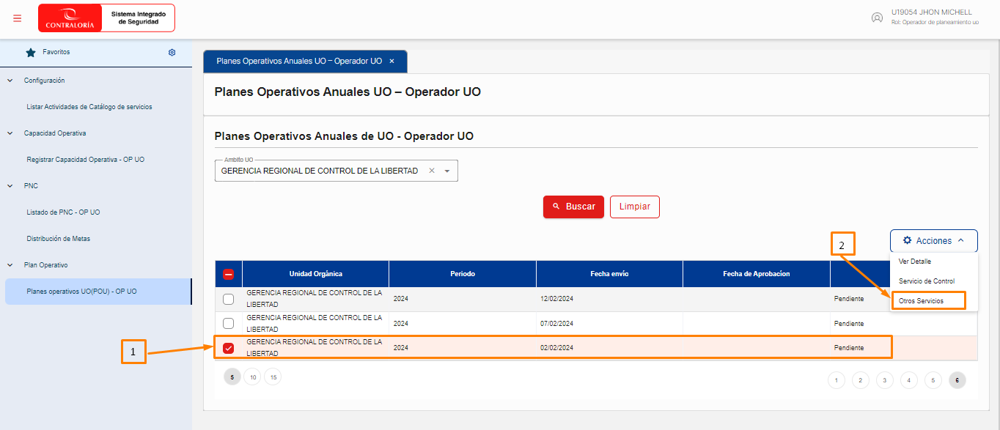 CONTRALORÍA
Sistema Integrado
de Seguridad
U19054 JHON MICHELL
Rol: Operador de planeamiento uo
Favoritos
Configuración
Listar Actividades de Catálogo de servicios
Capacidad Operativa
Registrar Capacidad Operativa - OP UO
PNC
Listado de PNC - OP UO
Distribución de Metas
Plan Operativo
Planes operativos UO(POU) - OP UO
Planes Operativos Anuales UO – Operador UO ×
Planes Operativos Anuales UO – Operador UO
Planes Operativos Anuales de UO - Operador UO
Ambito UO
GERENCIA REGIONAL DE CONTROL DE LA LIBERTAD ×
Buscar Limpiar
Acciones
Ver Detalle
Servicio de Control
Otros Servicios
2
Unidad Orgánica Periodo Fecha envío Fecha de Aprobacion
GERENCIA REGIONAL DE CONTROL DE LA
LIBERTAD 2024 12/02/2024 Pendiente
GERENCIA REGIONAL DE CONTROL DE LA
LIBERTAD 2024 07/02/2024 Pendiente
GERENCIA REGIONAL DE CONTROL DE LA
LIBERTAD 2024 02/02/2024 Pendiente
1
5 10 15
1 2 3 4 5 6